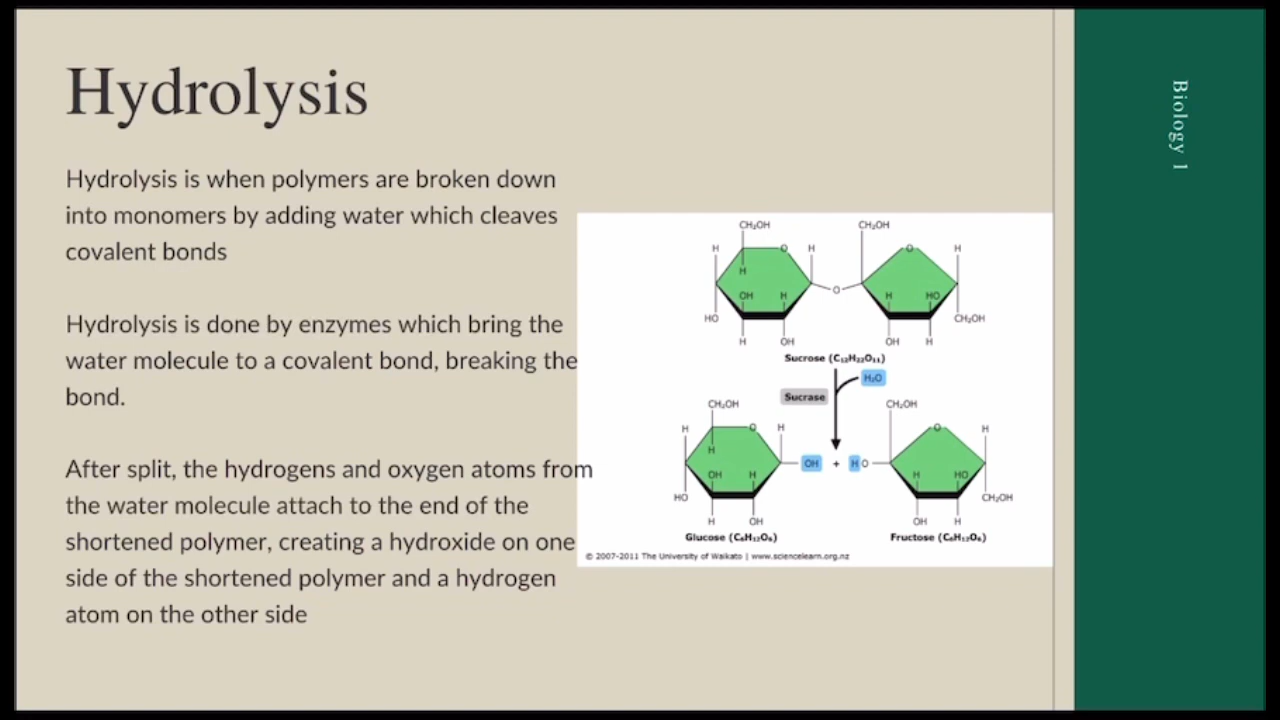 Hydrolysis
Hydrolysis is when polymers are broken down
into monomers by adding water which cleaves
covalent bonds
Hydrolysis is done by enzymes which bring the
water molecule to a covalent bond, breaking the
bond.
After split, the hydrogens and oxygen atoms from
the water molecule attach to the end of the
shortened polymer, creating a hydroxide on one
side of the shortened polymer and a hydrogen
atom on the other side
CH₂OH CH₂OH
H O H O H
H
OH H H HO
O
HO CH₂OH
H OH OH H
Sucrose (C₁₂H₂₂O₁₁)
H₂O
Sucrase
CH₂OH CH₂OH
H O H O H
H
OH + H O
OH H H HO
HO CH₂OH
H OH OH H
Glucose (C₆H₁₂O₆) Fructose (C₆H₁₂O₆)
© 2007-2011 The University of Waikato | www.sciencelearn.org.nz
Biology 1